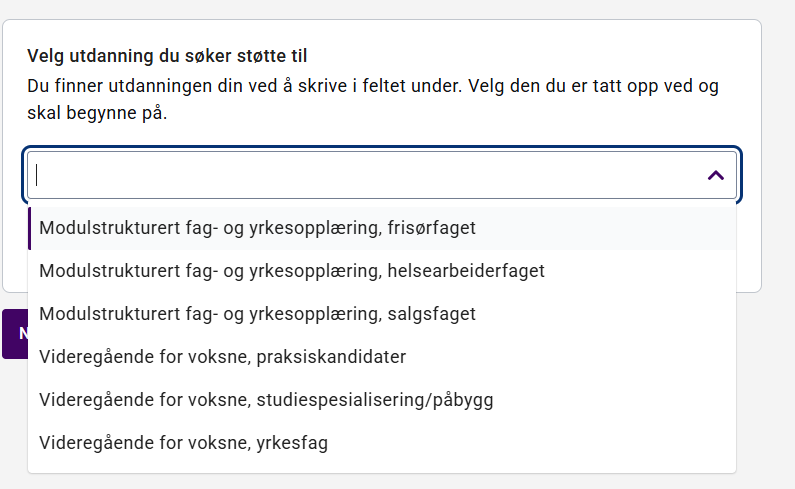 Velg utdanning du søker støtte til
Du finner utdanningen din ved å skrive i feltet under. Velg den du er tatt opp ved og
skal begynne på.
Modulstrukturert fag- og yrkesopplæring, frisørfaget
Modulstrukturert fag- og yrkesopplæring, helsearbeiderfaget
Modulstrukturert fag- og yrkesopplæring, salgsfaget
Videregående for voksne, praksiskandidater
Videregående for voksne, studiespesialisering/påbygg
Videregående for voksne, yrkesfag